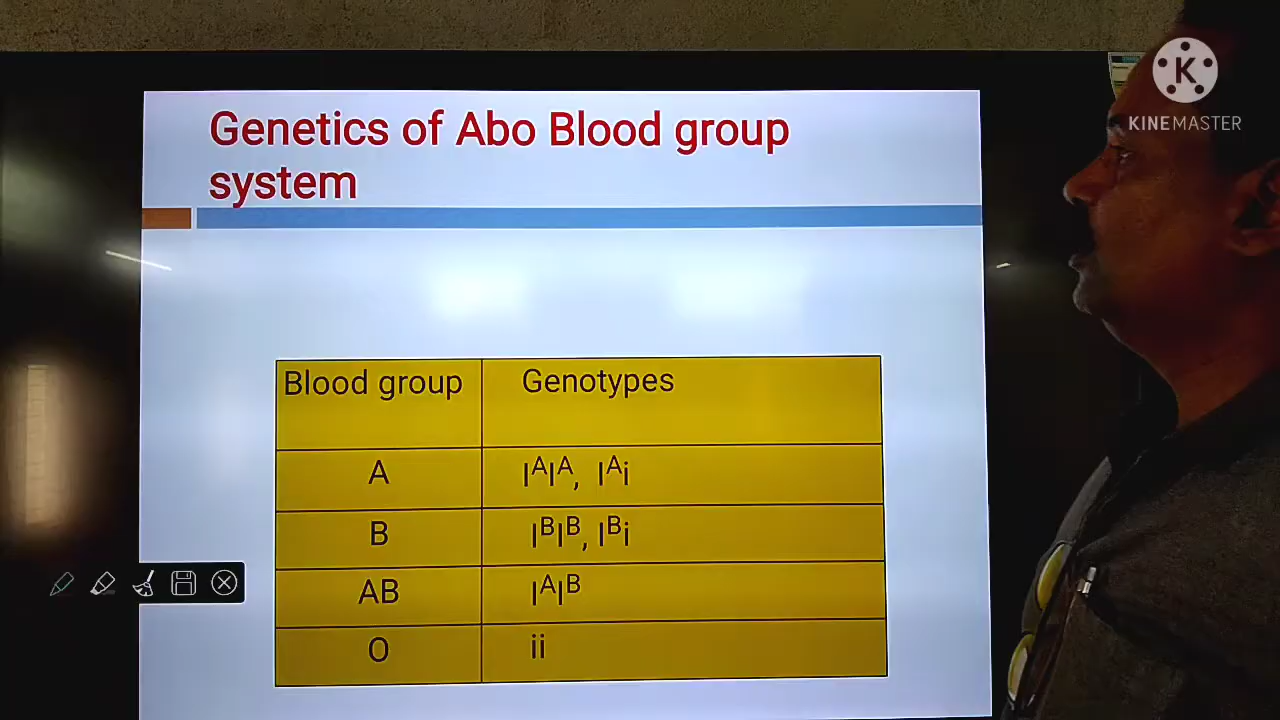 Genetics of Abo Blood group
system
K
KINEMASTER
Blood group Genotypes
A IᴬIᴬ, Iᴬi
B IᴮIᴮ, Iᴮi
AB IᴬIᴮ
O ii